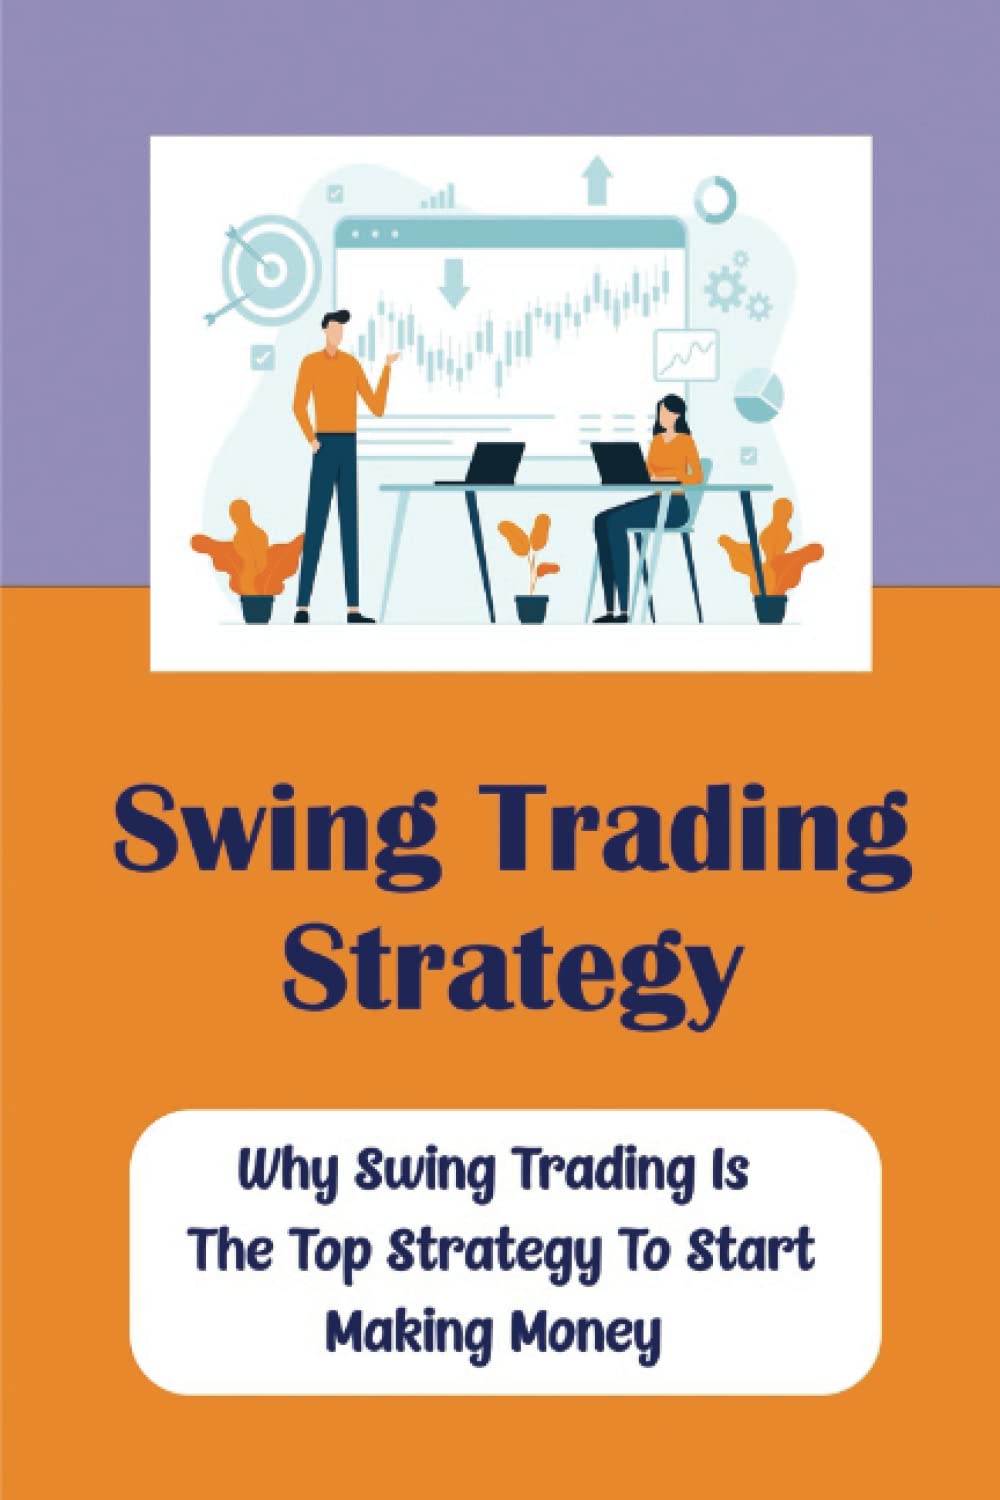 Swing Trading
Strategy
Why Swing Trading Is
The Top Strategy To Start
Making Money